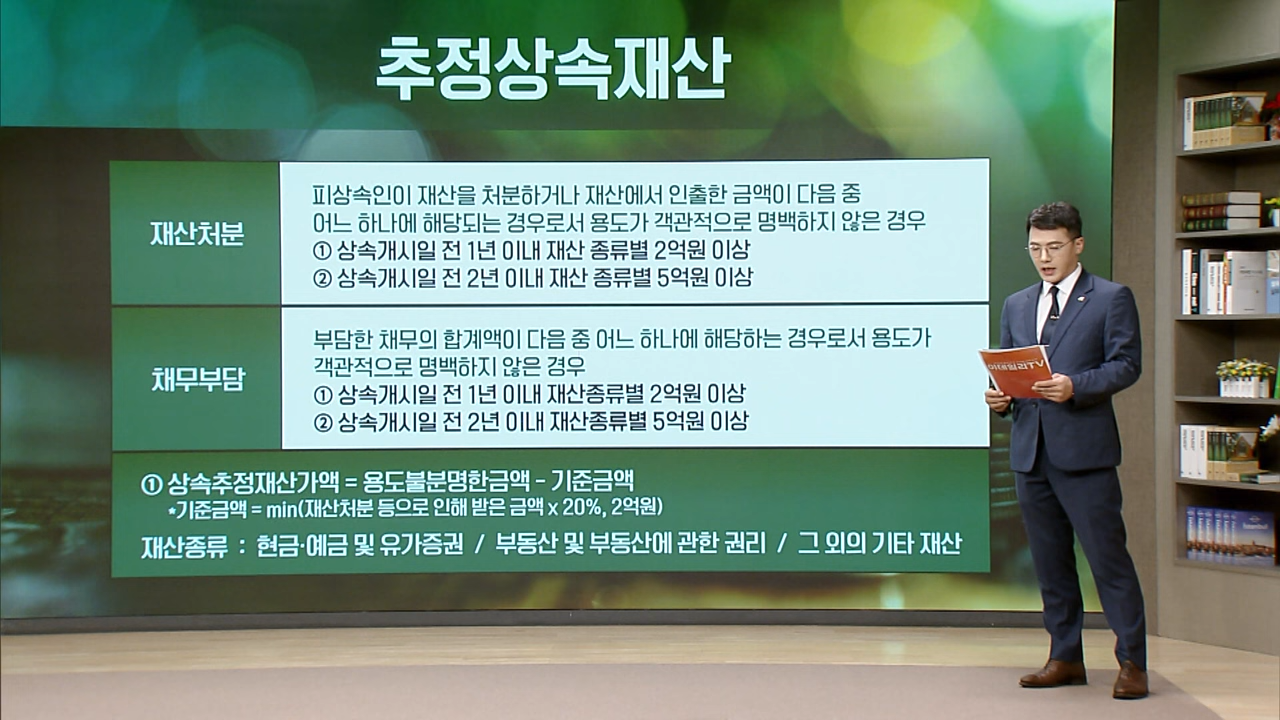 추정상속재산
재산처분
피상속인이 재산을 처분하거나 재산에서 인출한 금액이 다음 중
어느 하나에 해당되는 경우로서 용도가 객관적으로 명백하지 않은 경우
① 상속개시일 전 1년 이내 재산 종류별 2억원 이상
② 상속개시일 전 2년 이내 재산 종류별 5억원 이상
채무부담
부담한 채무의 합계액이 다음 중 어느 하나에 해당하는 경우로서 용도가
객관적으로 명백하지 않은 경우
① 상속개시일 전 1년 이내 재산종류별 2억원 이상
② 상속개시일 전 2년 이내 재산종류별 5억원 이상
① 상속추정재산가액 = 용도불분명한금액 - 기준금액
*기준금액 = min(재산처분 등으로 인해 받은 금액 x 20%, 2억원)
재산종류 : 현금·예금 및 유가증권 / 부동산 및 부동산에 관한 권리 / 그 외의 기타 재산
이데일리TV